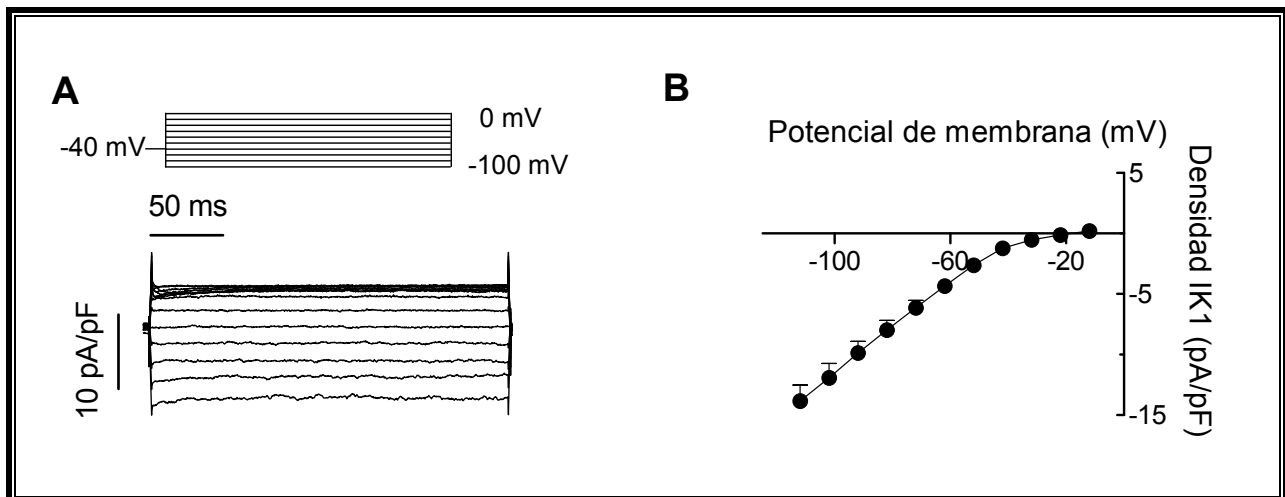 A
0 mV
-40 mV
-100 mV
50 ms
10 pA/pF
B
Potencial de membrana (mV)
5
-100
-60
-20
-5
-15
Densidad IK1 (pA/pF)